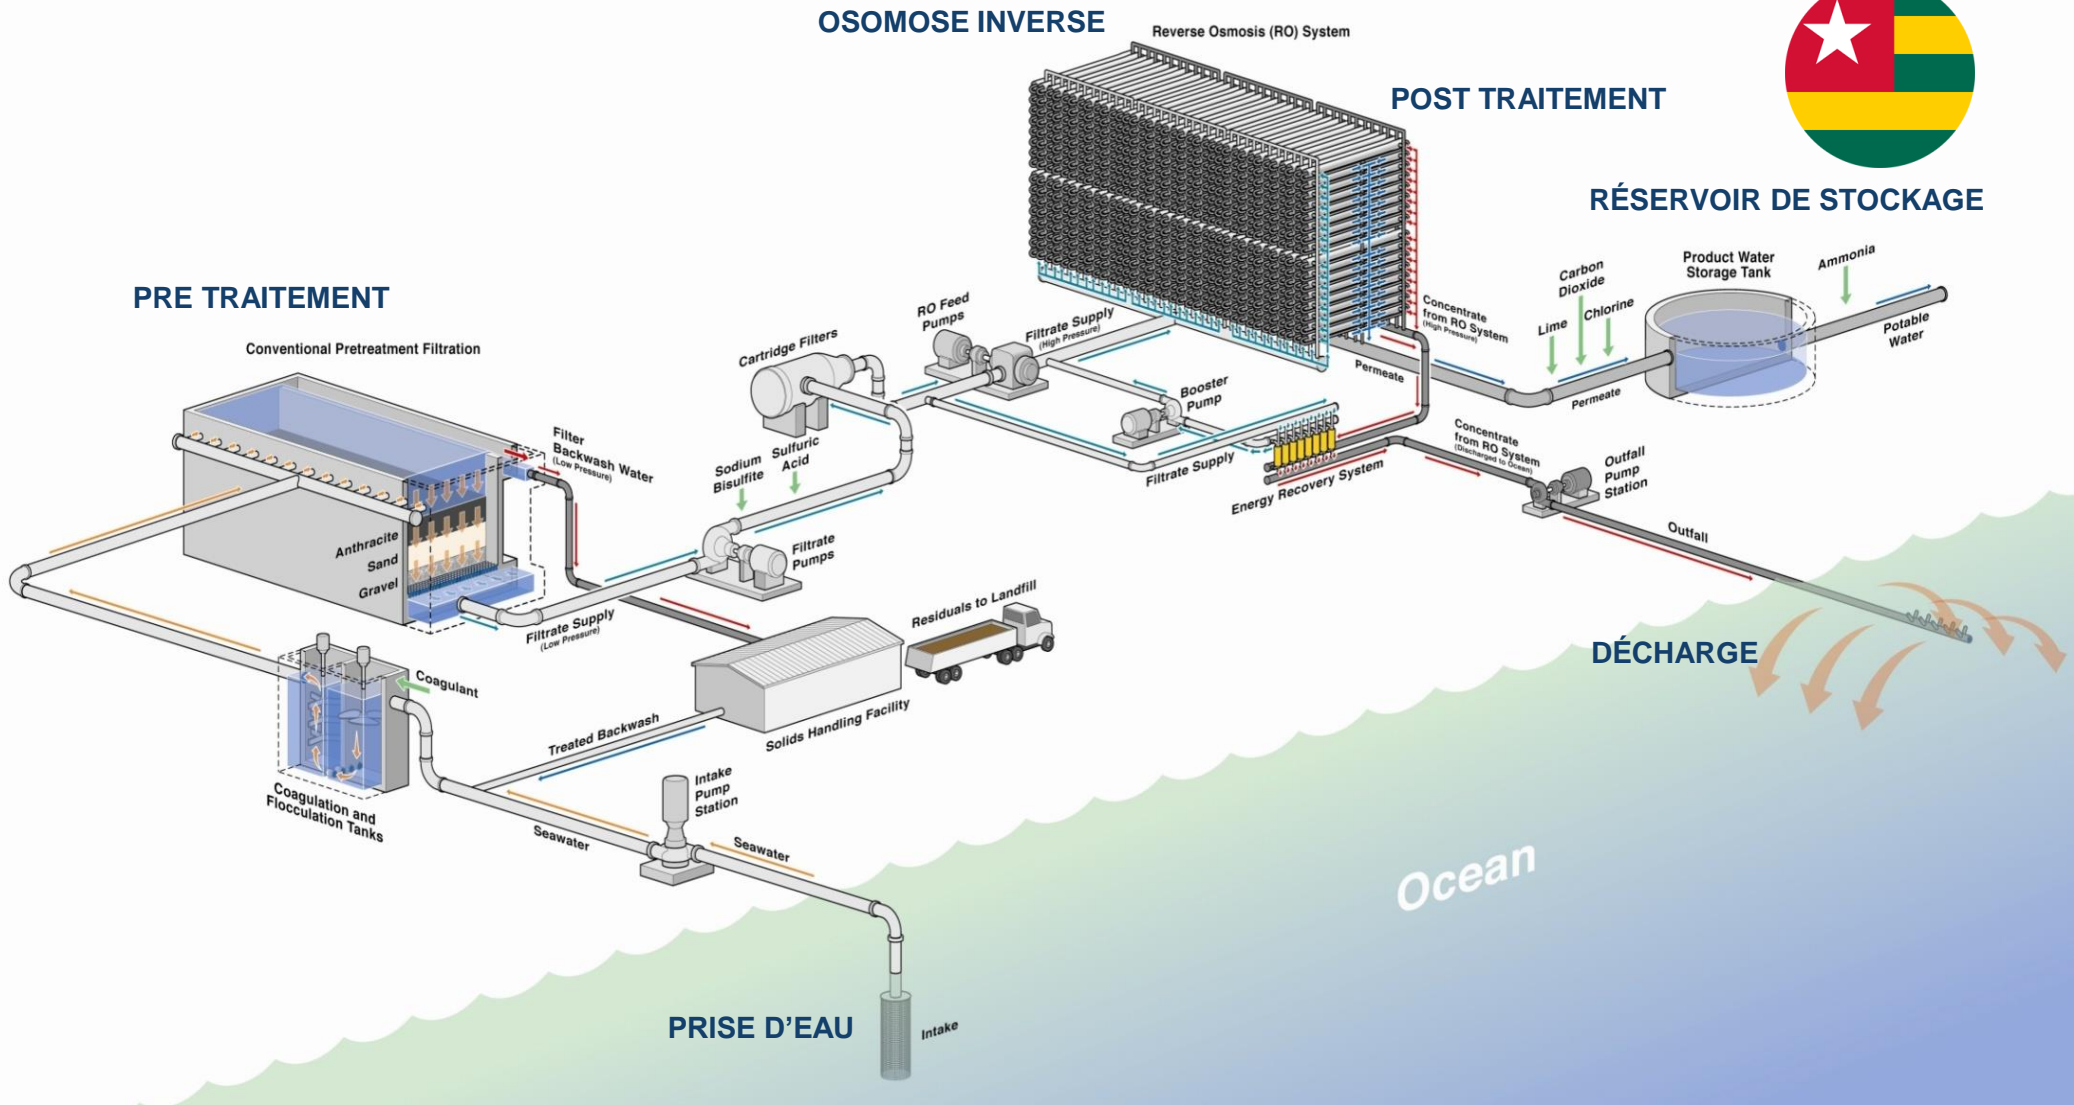 OSOMOSE INVERSE
Reverse Osmosis (RO) System
POST TRAITEMENT
RÉSERVOIR DE STOCKAGE
PRE TRAITEMENT
Conventional Pretreatment Filtration
Cartridge Filters
RO Feed
Pumps
Filtrate Supply
(High Pressure)
Concentrate
from RO System
(High Pressure)
Permeate
Lime
Carbon
Dioxide
Chlorine
Permeate
Product Water
Storage Tank
Ammonia
Potable
Water
Booster
Pump
Filtrate Supply
Energy Recovery System
Concentrate
from RO System
(Discharged to Ocean)
Outfall
Pump
Station
Outfall
Filter
Backwash Water
(Low Pressure)
Sodium
Bisulfite
Sulfuric
Acid
Filtrate
Pumps
Anthracite
Sand
Gravel
Filtrate Supply
(Low Pressure)
Residuals to Landfill
Solids Handling Facility
Treated Backwash
Coagulant
Coagulation and
Flocculation Tanks
Seawater
Intake
Pump
Station
Seawater
DÉCHARGE
Ocean
PRISE D’EAU
Intake